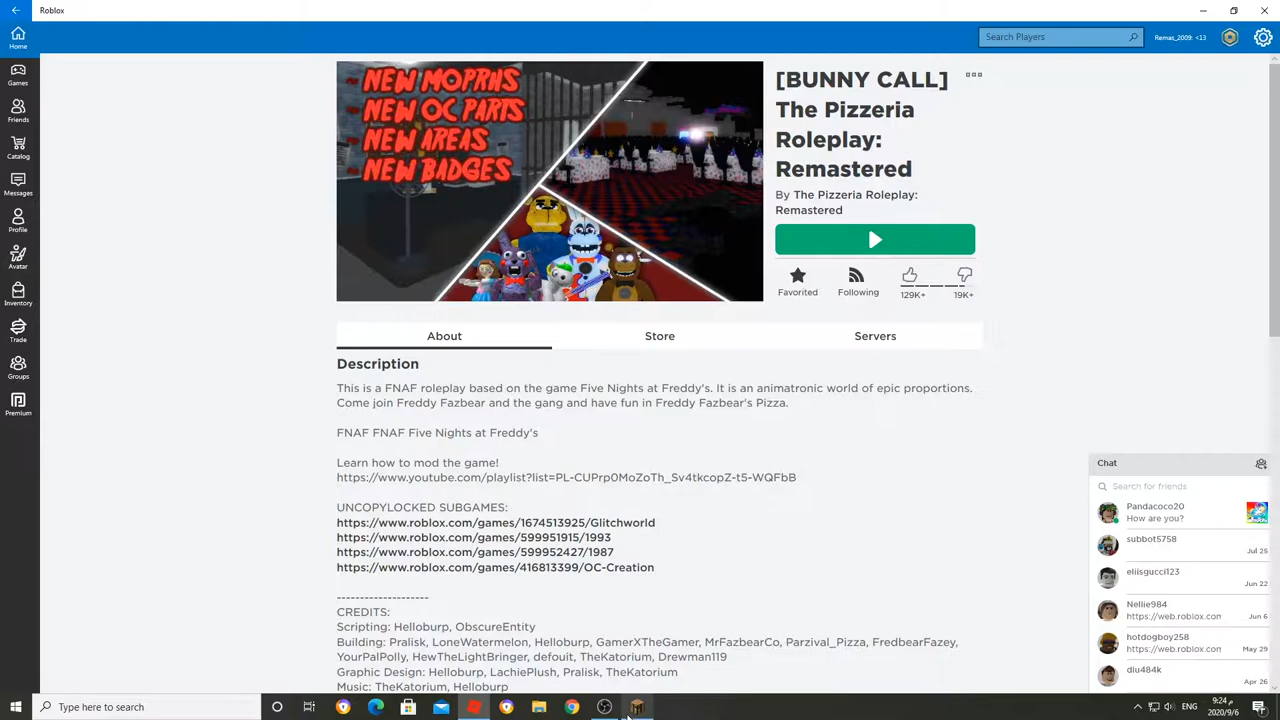 Roblox
Search Players
Remas_2009: <13
Home
Games
Friends
Catalog
Messages
Profile
Avatar
Inventory
Trade
Groups
Premium
NEW MOPRHS
NEW OC PARTS
NEW AREAS
NEW BADGES
[BUNNY CALL]
The Pizzeria
Roleplay:
Remastered
By The Pizzeria Roleplay:
Remastered
Favorited
Following
129K+
19K+
About
Store
Servers
Description
This is a FNAF roleplay based on the game Five Nights at Freddy's. It is an animatronic world of epic proportions.
Come join Freddy Fazbear and the gang and have fun in Freddy Fazbear's Pizza.
FNAF FNAF Five Nights at Freddy's
Learn how to mod the game!
https://www.youtube.com/playlist?list=PL-CUPrp0MoZoTh_Sv4tkcopZ-t5-WQFbB
UNCOPYLOCKED SUBGAMES:
https://www.roblox.com/games/1674513925/Glitchworld
https://www.roblox.com/games/599951915/1993
https://www.roblox.com/games/599952427/1987
https://www.roblox.com/games/416813399/OC-Creation
--------------------
CREDITS:
Scripting: Helloburp, ObscureEntity
Building: Pralisk, LoneWatermelon, Helloburp, GamerXTheGamer, MrFazbearCo, Parzival_Pizza, FredbearFazey,
YourPalPolly, HewTheLightBringer, defouit, TheKatorium, Drewman119
Graphic Design: Helloburp, LachiePlush, Pralisk, TheKatorium
Music: TheKatorium, Helloburp
Chat
Search for friends
Pandacoco20
How are you?
subbot5758
Jul 25
eliisgucci123
Jun 22
Nellie984
https://web.roblox.com
Jun 6
hotdogboy258
https://web.roblox.com
May 29
diu484k
Apr 26
Type here to search
ENG
9:24 م
2020/9/6